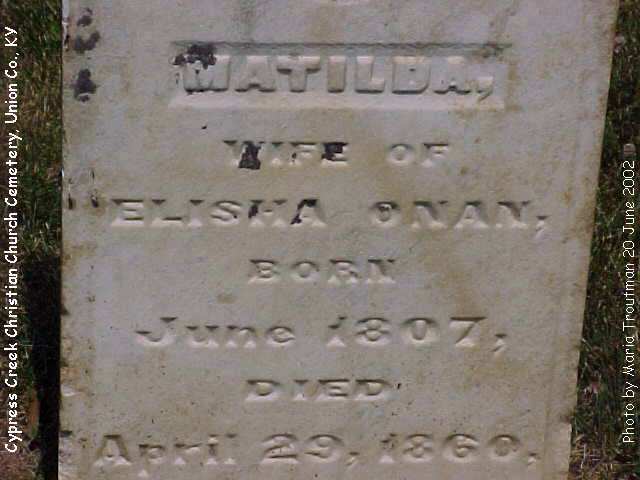 MATILDA,
WIFE OF
ELISHA ONAN,
BORN
June 1807,
DIED
April 29, 1860,
Cypress Creek Christian Church Cemetery, Union Co., KY
Photo by Maria Troutman 20 June 2002